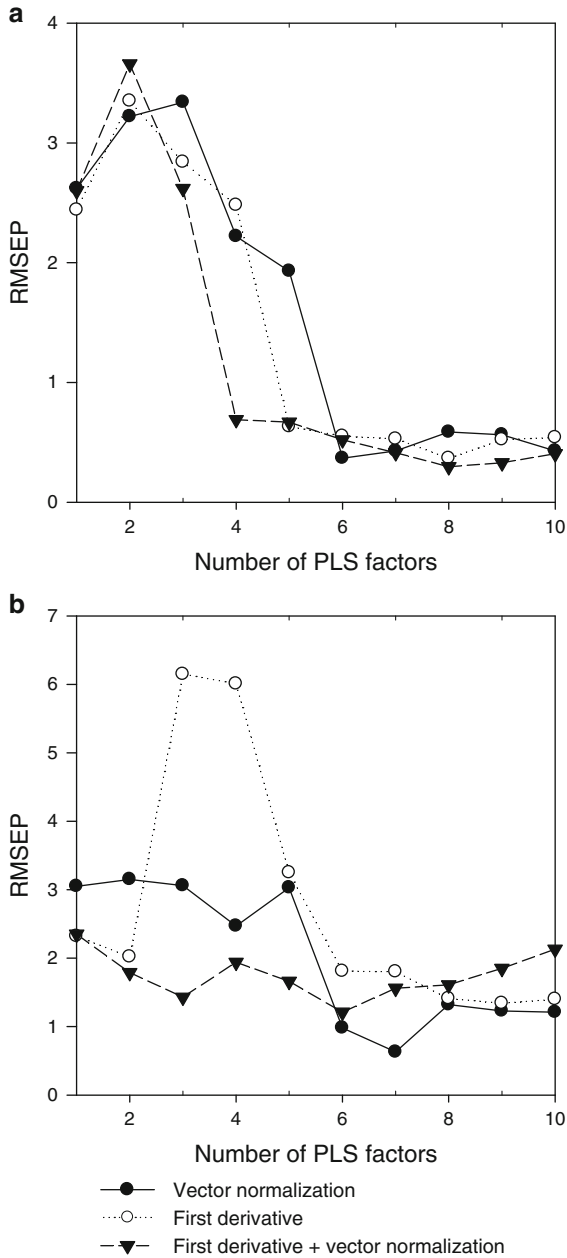 a
4
3
2
1
0
RMSEP
2 4 6 8 10
Number of PLS factors
b
7
6
5
4
3
2
1
0
RMSEP
2 4 6 8 10
Number of PLS factors
Vector normalization
First derivative
First derivative + vector normalization